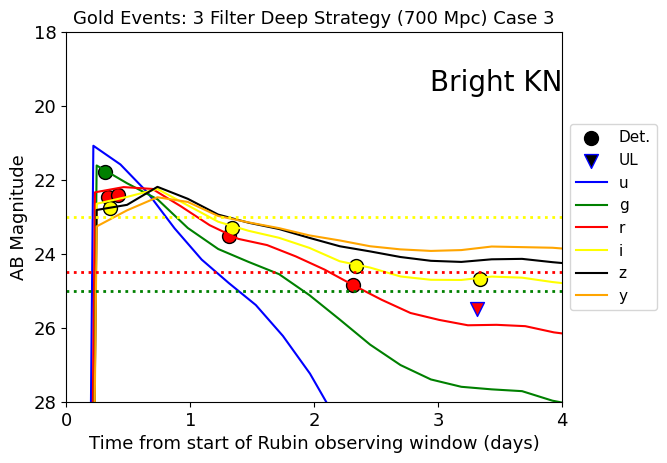 Gold Events: 3 Filter Deep Strategy (700 Mpc) Case 3
18
20
22
24
26
28
AB Magnitude
Bright KN
0
1
2
3
4
Time from start of Rubin observing window (days)
Det.
UL
u
g
r
i
z
y